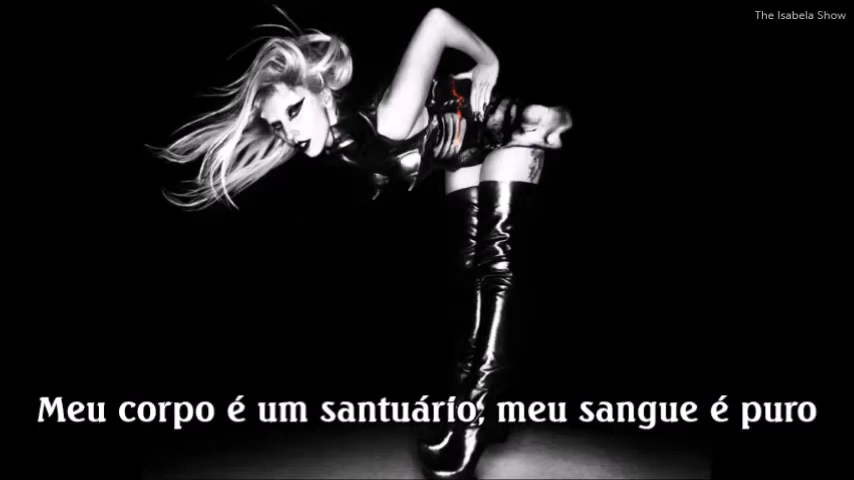 The Isabela Show
Meu corpo é um santuário, meu sangue é puro